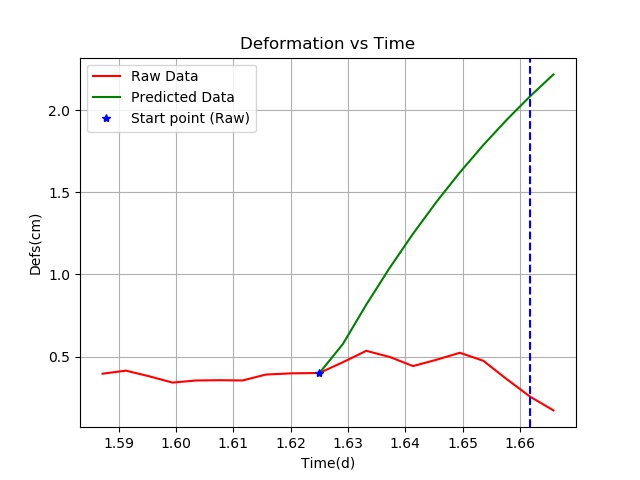 Deformation vs Time
Raw Data
Predicted Data
Start point (Raw)
Defs(cm)
2.0
1.5
1.0
0.5
1.59 1.60 1.61 1.62 1.63 1.64 1.65 1.66
Time(d)